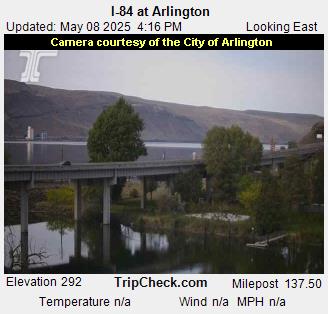 I-84 at Arlington
Updated: May 08 2025 4:16 PM Looking East
Camera courtesy of the City of Arlington
Elevation 292 TripCheck.com Milepost 137.50
Temperature n/a Wind n/a MPH n/a